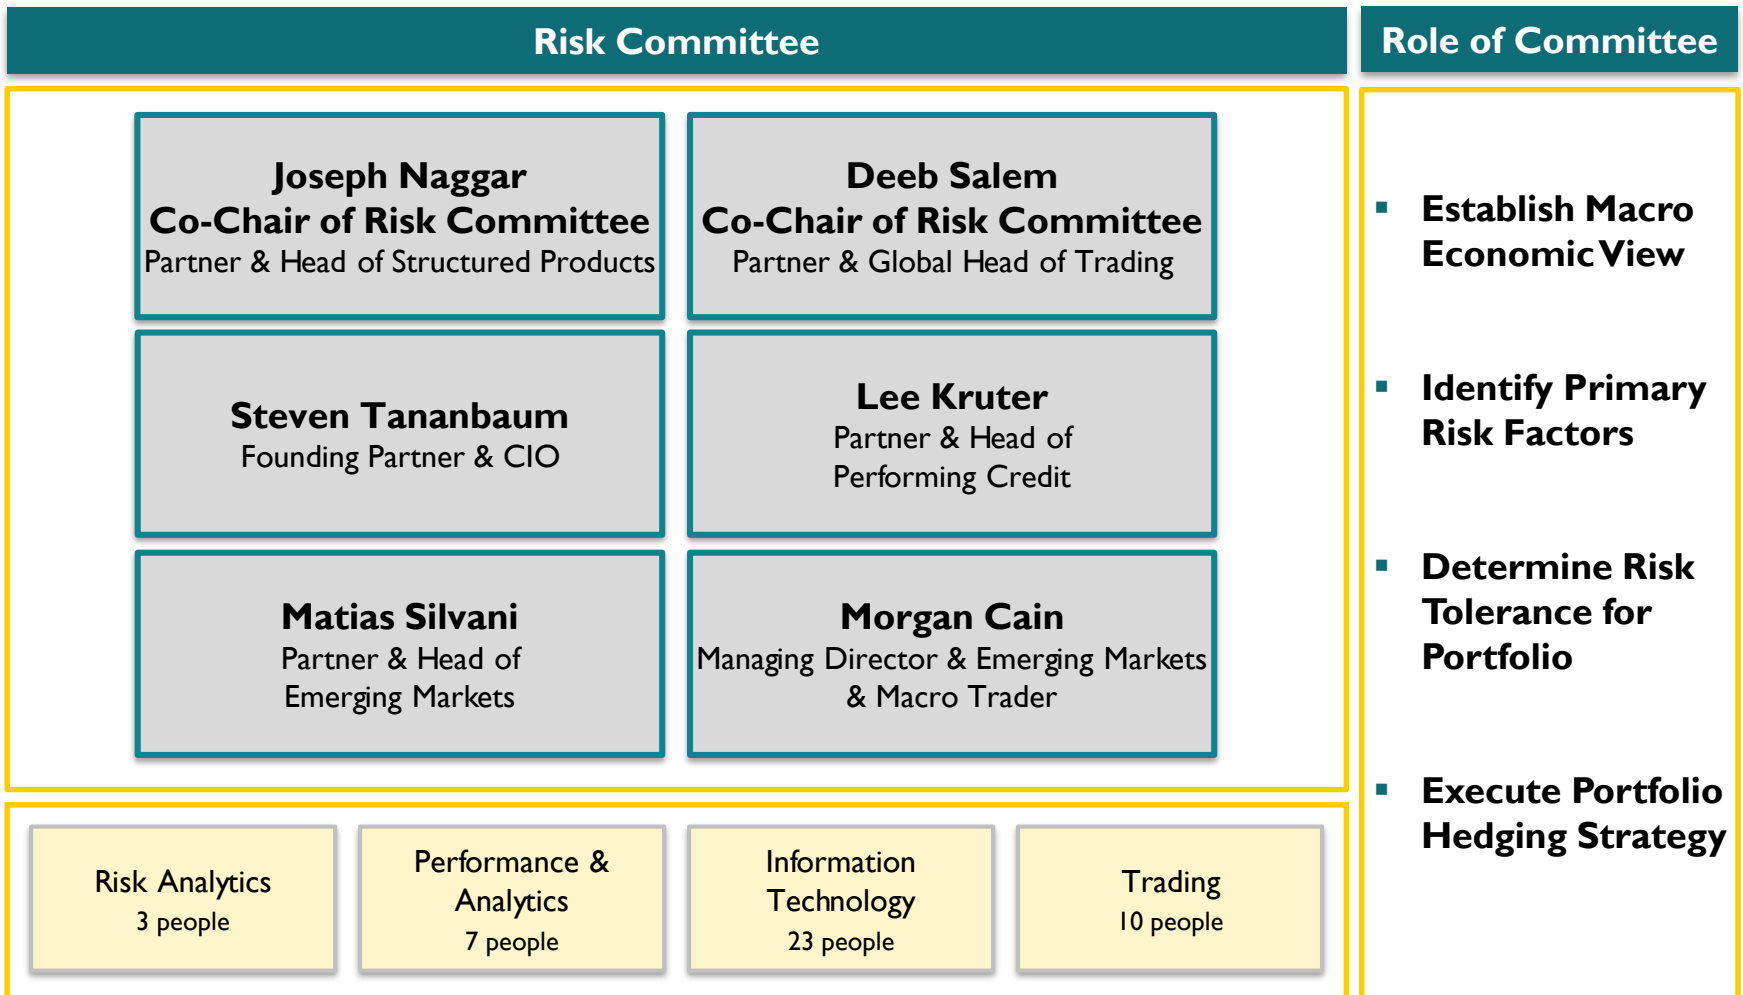 Risk Committee
Joseph Naggar
Co-Chair of Risk Committee
Partner & Head of Structured Products
Deeb Salem
Co-Chair of Risk Committee
Partner & Global Head of Trading
Steven Tananbaum
Founding Partner & CIO
Lee Kruter
Partner & Head of
Performing Credit
Matias Silvani
Partner & Head of
Emerging Markets
Morgan Cain
Managing Director & Emerging Markets
& Macro Trader
Risk Analytics
3 people
Performance &
Analytics
7 people
Information
Technology
23 people
Trading
10 people
Role of Committee
▪ Establish Macro
Economic View
▪ Identify Primary
Risk Factors
▪ Determine Risk
Tolerance for
Portfolio
▪ Execute Portfolio
Hedging Strategy